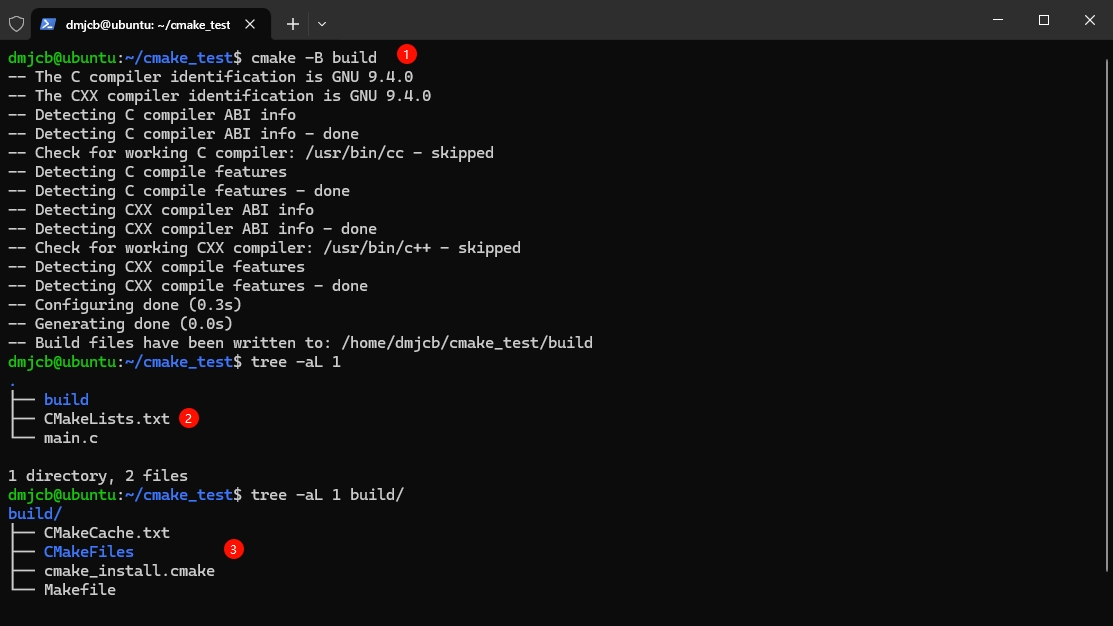 dmjcb@ubuntu: ~/cmake_test
dmjcb@ubuntu:~/cmake_test$ cmake -B build 1
-- The C compiler identification is GNU 9.4.0
-- The CXX compiler identification is GNU 9.4.0
-- Detecting C compiler ABI info
-- Detecting C compiler ABI info - done
-- Check for working C compiler: /usr/bin/cc - skipped
-- Detecting C compile features
-- Detecting C compile features - done
-- Detecting CXX compiler ABI info
-- Detecting CXX compiler ABI info - done
-- Check for working CXX compiler: /usr/bin/c++ - skipped
-- Detecting CXX compile features
-- Detecting CXX compile features - done
-- Configuring done (0.3s)
-- Generating done (0.0s)
-- Build files have been written to: /home/dmjcb/cmake_test/build
dmjcb@ubuntu:~/cmake_test$ tree -aL 1
.
├── build
├── CMakeLists.txt 2
└── main.c
1 directory, 2 files
dmjcb@ubuntu:~/cmake_test$ tree -aL 1 build/
build/
├── CMakeCache.txt
├── CMakeFiles 3
├── cmake_install.cmake
└── Makefile